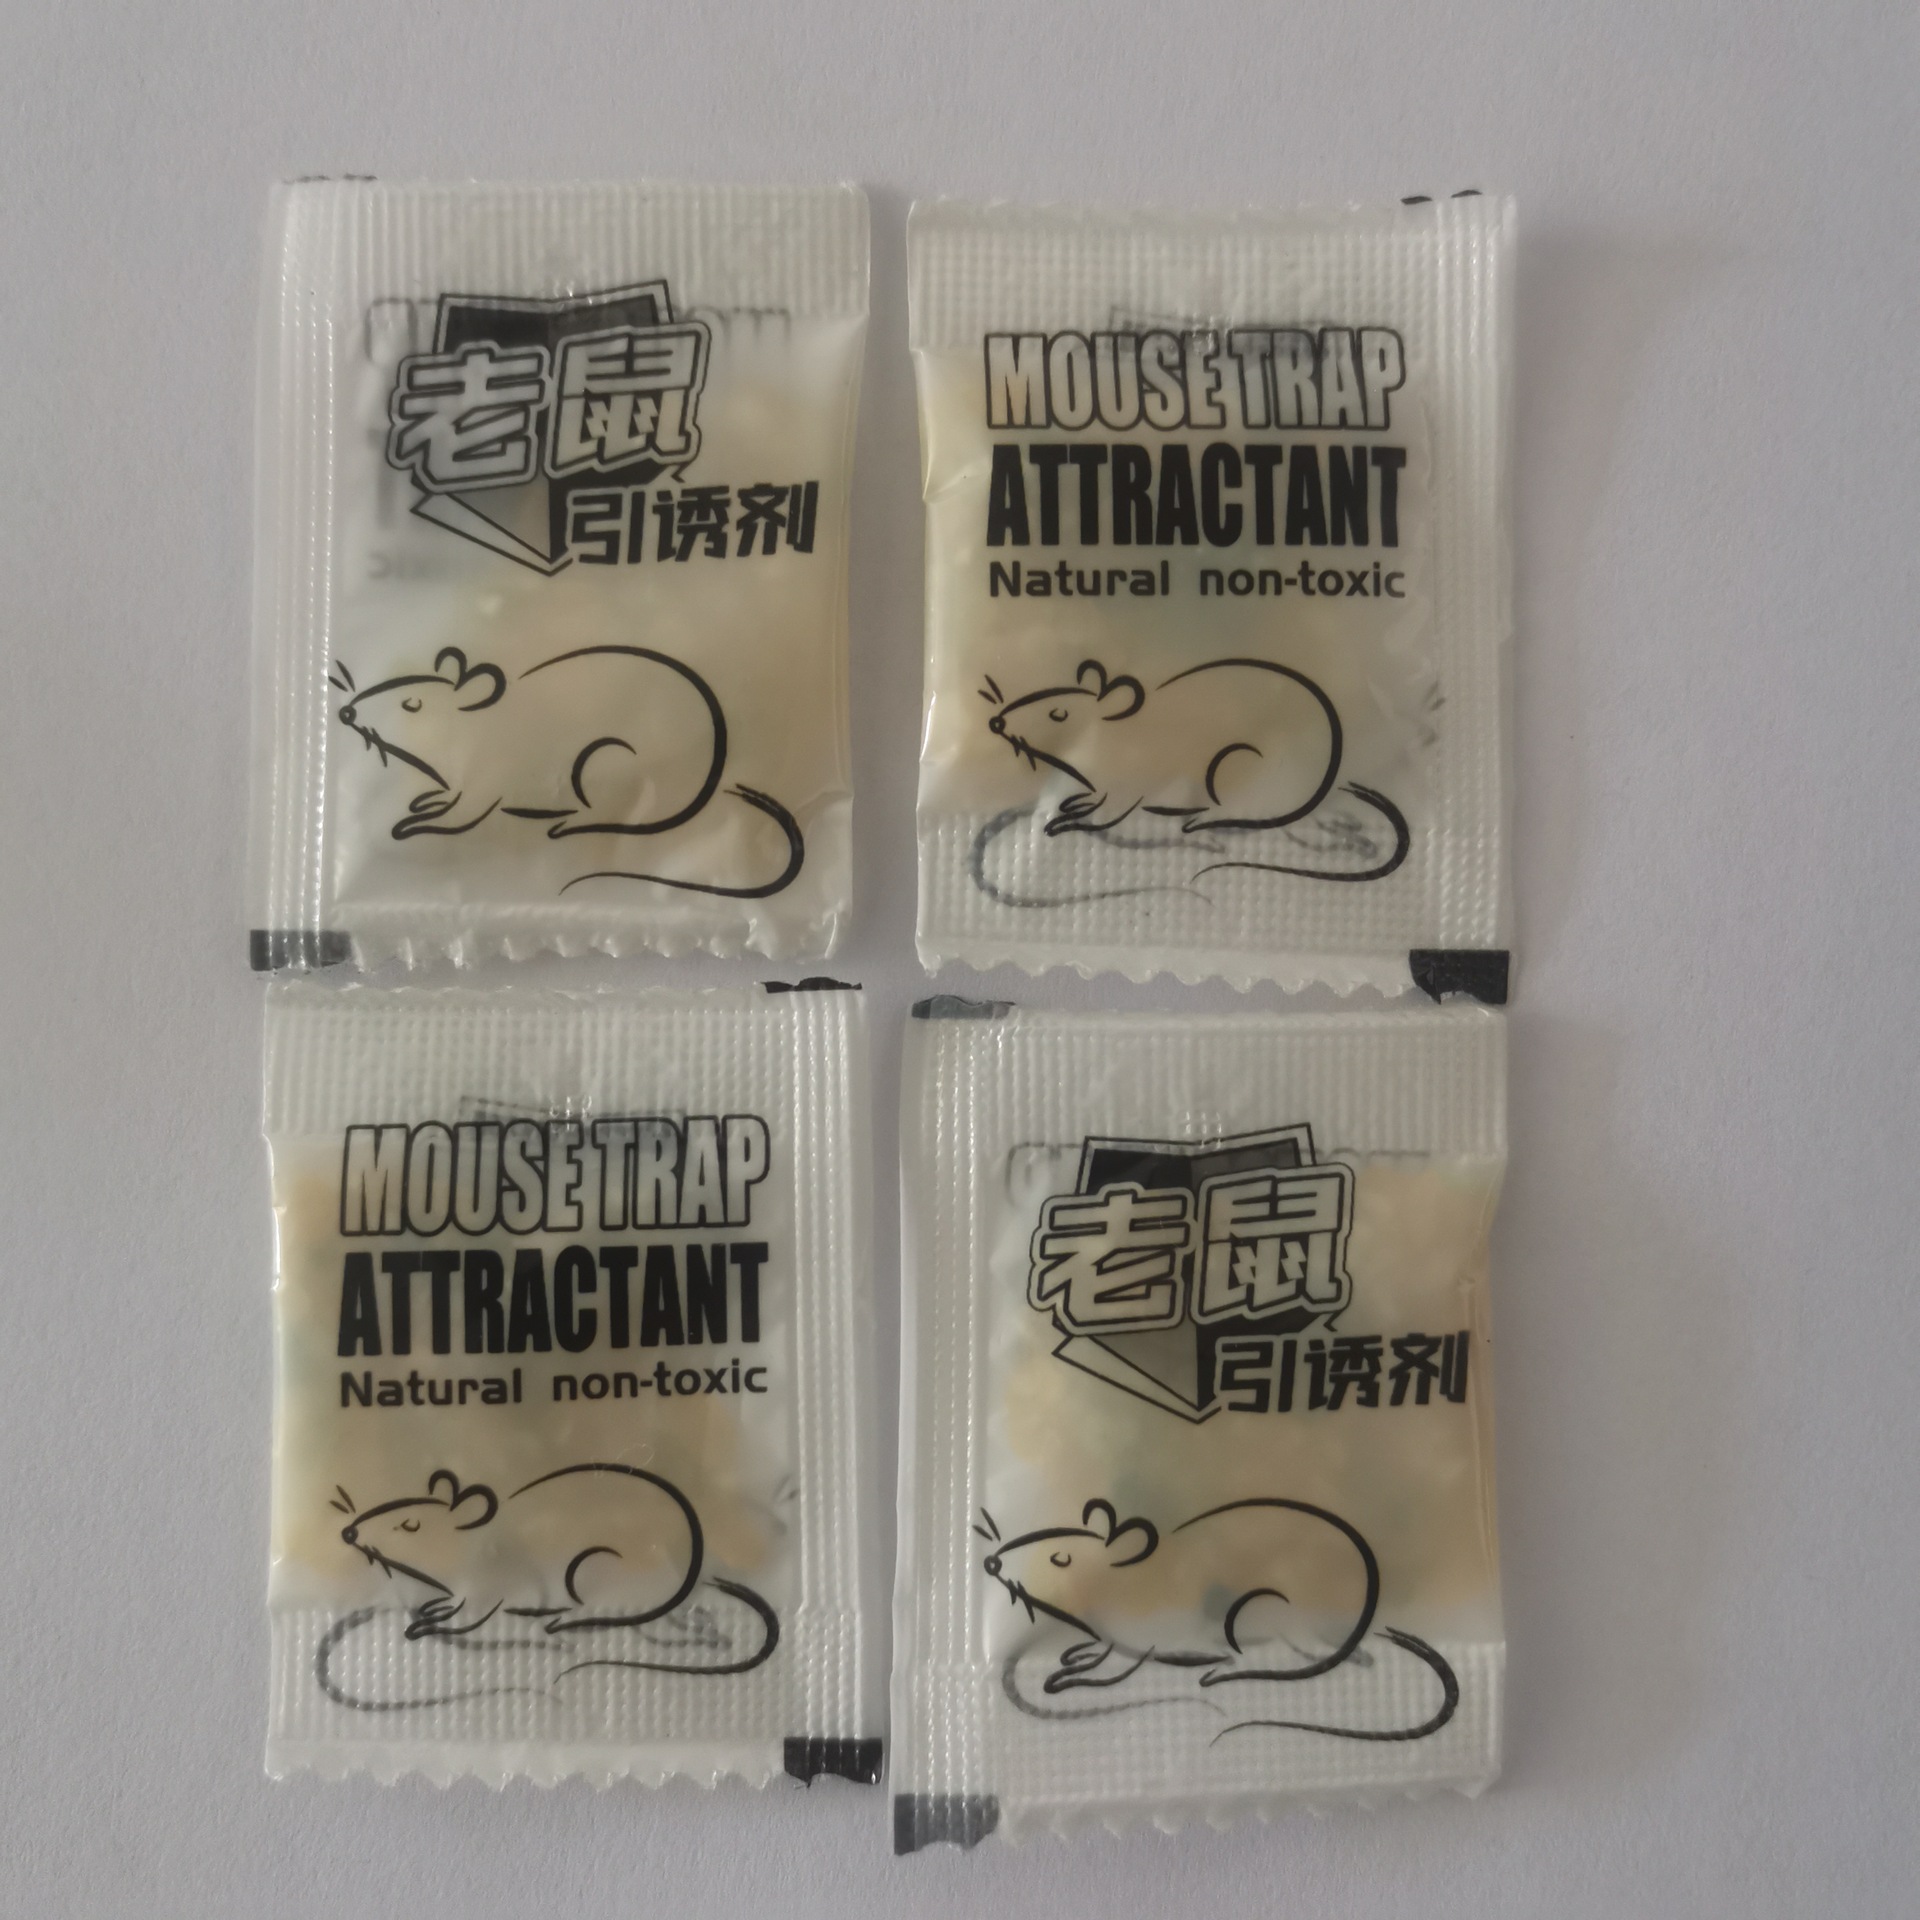 老鼠
引诱剂
MOUSE TRAP
ATTRACTANT
Natural non-toxic
MOUSE TRAP
ATTRACTANT
Natural non-toxic
老鼠
引诱剂